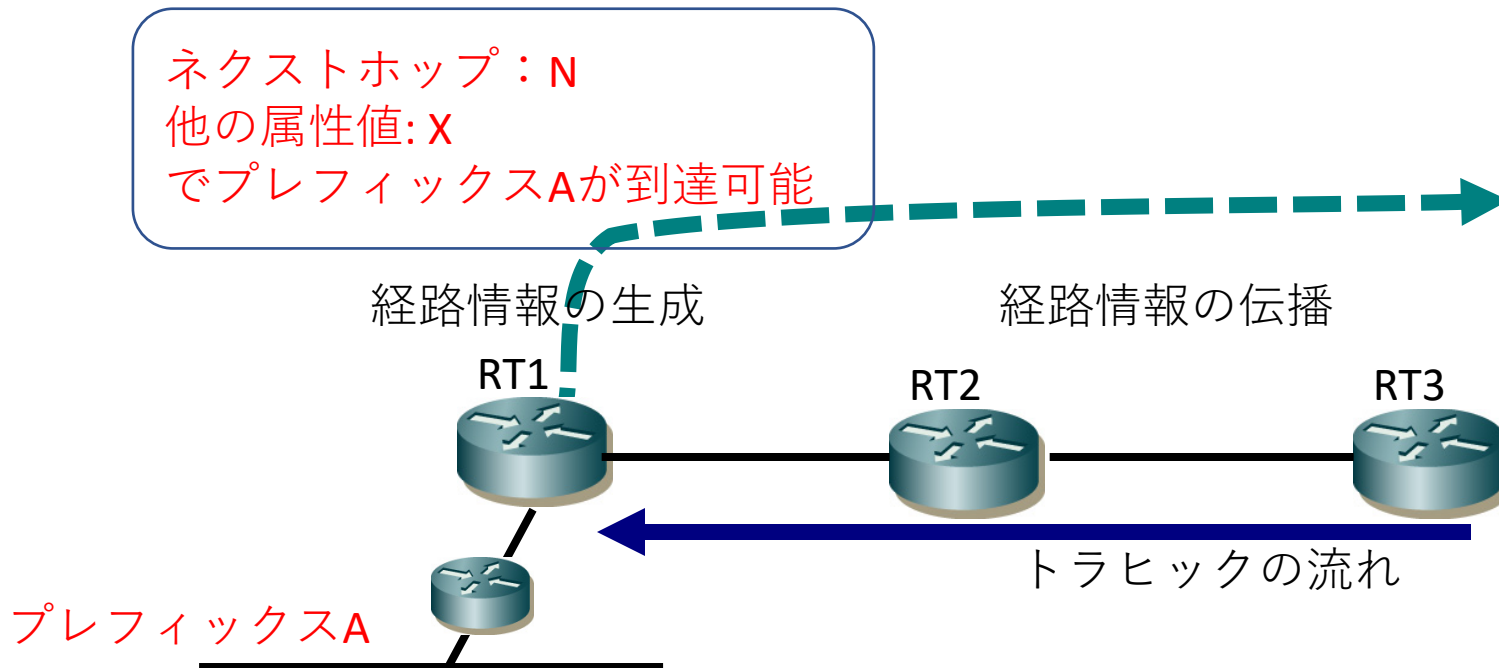 ネクストホップ：N
他の属性値: X
でプレフィックスAが到達可能
経路情報の生成
経路情報の伝播
RT1
RT2
RT3
トラヒックの流れ
プレフィックスA